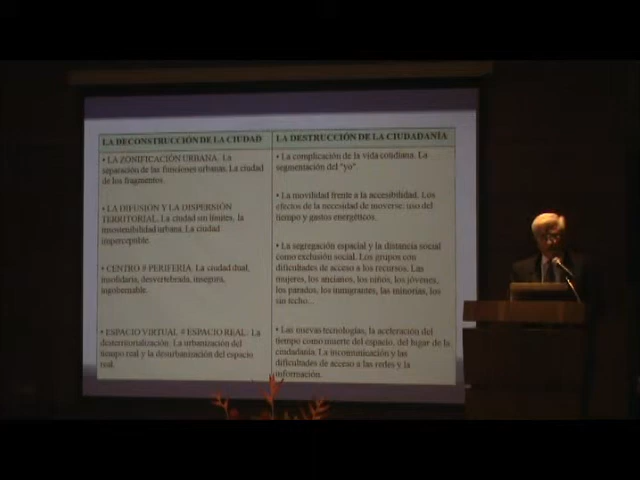 LA DECONSTRUCCIÓN DE LA CIUDAD
• LA ZONIFICACIÓN URBANA. La
separación de las funciones urbanas. La ciudad
de los fragmentos.
• LA DIFUSIÓN Y LA DISPERSIÓN
TERRITORIAL. La ciudad sin límites, la
insostenibilidad urbana. La ciudad
imperceptible.
• CENTRO # PERIFERIA. La ciudad dual,
insolidaria, desvertebrada, insegura,
ingobernable.
• ESPACIO VIRTUAL # ESPACIO REAL. La
desterritorialización. La urbanización del
tiempo real y la desurbanización del espacio
real.
LA DESTRUCCIÓN DE LA CIUDADANÍA
• La complicación de la vida cotidiana. La
segmentación del "yo".
• La movilidad frente a la accesibilidad. Los
efectos de la necesidad de moverse: uso del
tiempo y gastos energéticos.
• La segregación espacial y la distancia social
como exclusión social. Los grupos con
dificultades de acceso a los recursos. Las
mujeres, los ancianos, los niños, los jóvenes,
los parados, los inmigrantes, las minorías, los
sin techo...
• Las nuevas tecnologías, la aceleración del
tiempo como muerte del espacio, del lugar de la
ciudadanía. La incomunicación y las
dificultades de acceso a las redes y la
información.